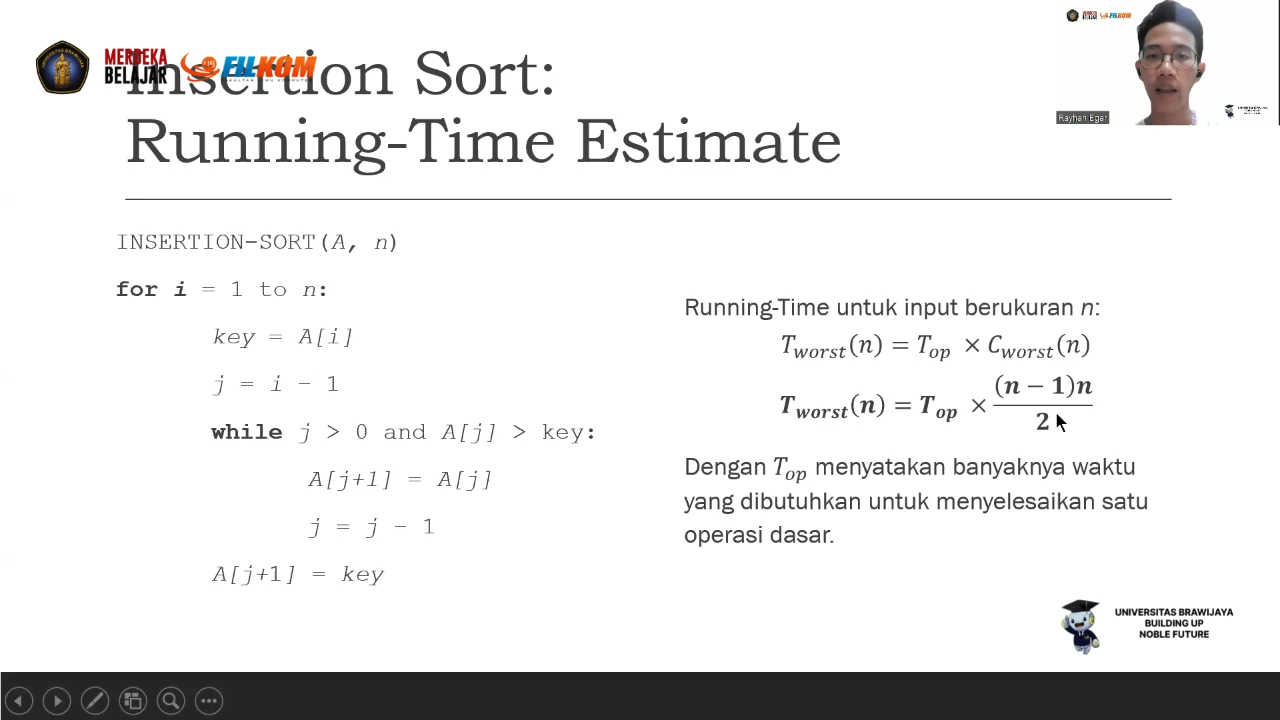 MERDEKA
BELAJAR
FILKOM
Insertion Sort:
Running-Time Estimate
Rayhan Egar
INSERTION-SORT(A, n)
for i = 1 to n:
key = A[i]
j = i − 1
while j > 0 and A[j] > key:
A[j+1] = A[j]
j = j − 1
A[j+1] = key
Running-Time untuk input berukuran n:
T_worst(n) = T_op × C_worst(n)
T_worst(n) = T_op × (n − 1)n / 2
Dengan T_op menyatakan banyaknya waktu
yang dibutuhkan untuk menyelesaikan satu
operasi dasar.
UNIVERSITAS BRAWIJAYA
BUILDING UP
NOBLE FUTURE